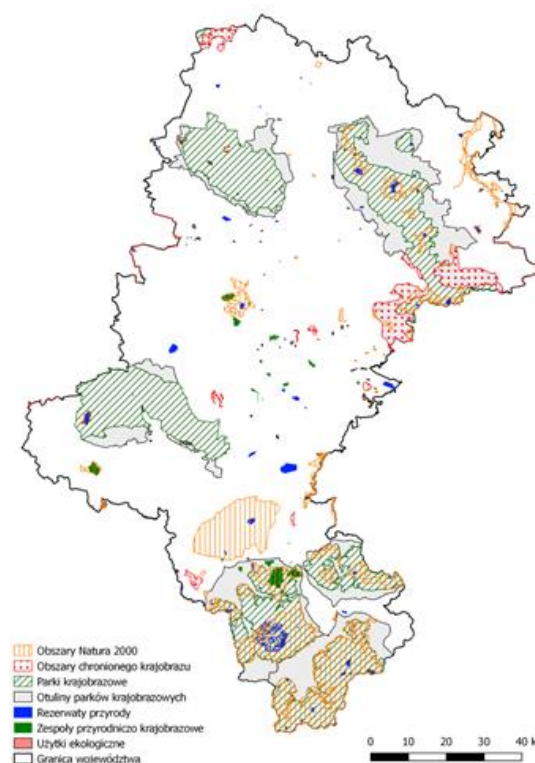 Obszary Natura 2000
Obszary chronionego krajobrazu
Parki krajobrazowe
Otuliny parków krajobrazowych
Rezerwaty przyrody
Zespoły przyrodniczo krajobrazowe
Użytki ekologiczne
Granica województwa
0 10 20 30 40 k